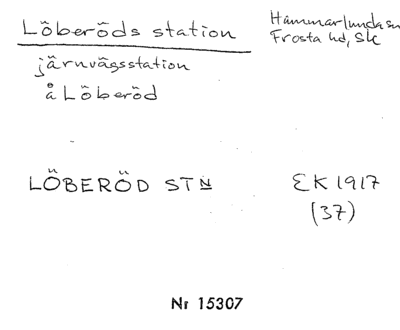 Löberöds station
Hammarlunda sn
Frosta hd, Sk
järnvägsstation
å Löberöd
LÖBERÖD STN
EK 1917
(37)
Nr 15307